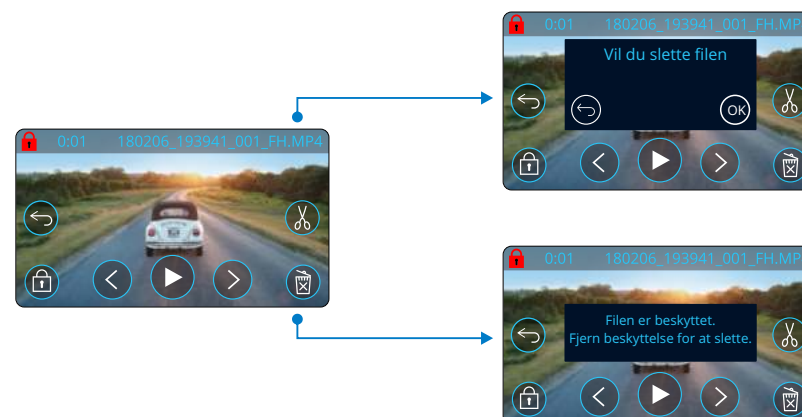 0:01 180206_193941_001_FH.MP4
0:01 180206_193941_001_FH.MP
Vil du slette filen
OK
0:01 180206_193941_001_FH.MP
Filen er beskyttet.
Fjern beskyttelse for at slette.